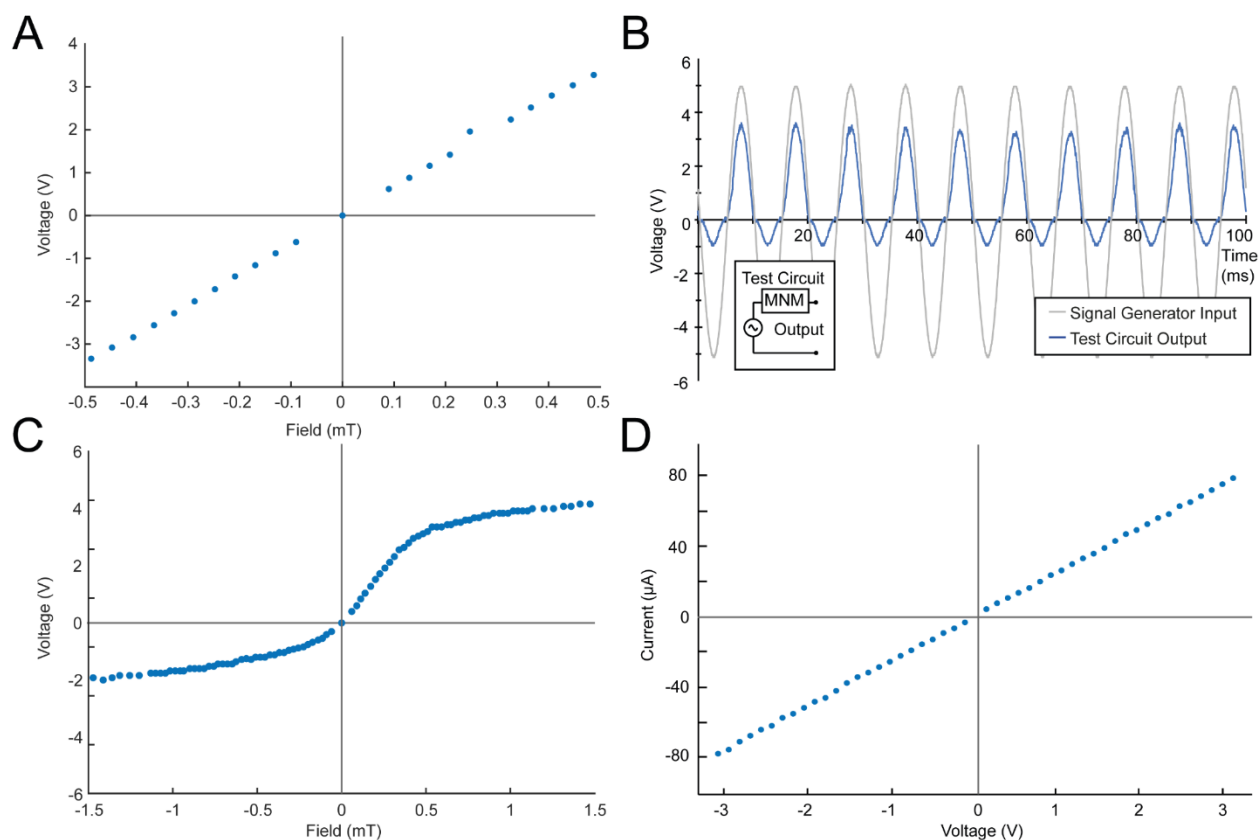 A
4
3
2
1
0
-1
-2
-3
Voltage (V)
-0.5 -0.4 -0.3 -0.2 -0.1 0 0.1 0.2 0.3 0.4 0.5
Field (mT)
B
6
4
2
0
-2
-4
-6
Voltage (V)
20 40 60 80 100
Time
(ms)
Test Circuit
MNM
Output
Signal Generator Input
Test Circuit Output
C
6
4
2
0
-2
-4
-6
Voltage (V)
-1.5 -1 -0.5 0 0.5 1 1.5
Field (mT)
D
80
40
0
-40
-80
Current (µA)
-3 -2 -1 0 1 2 3
Voltage (V)